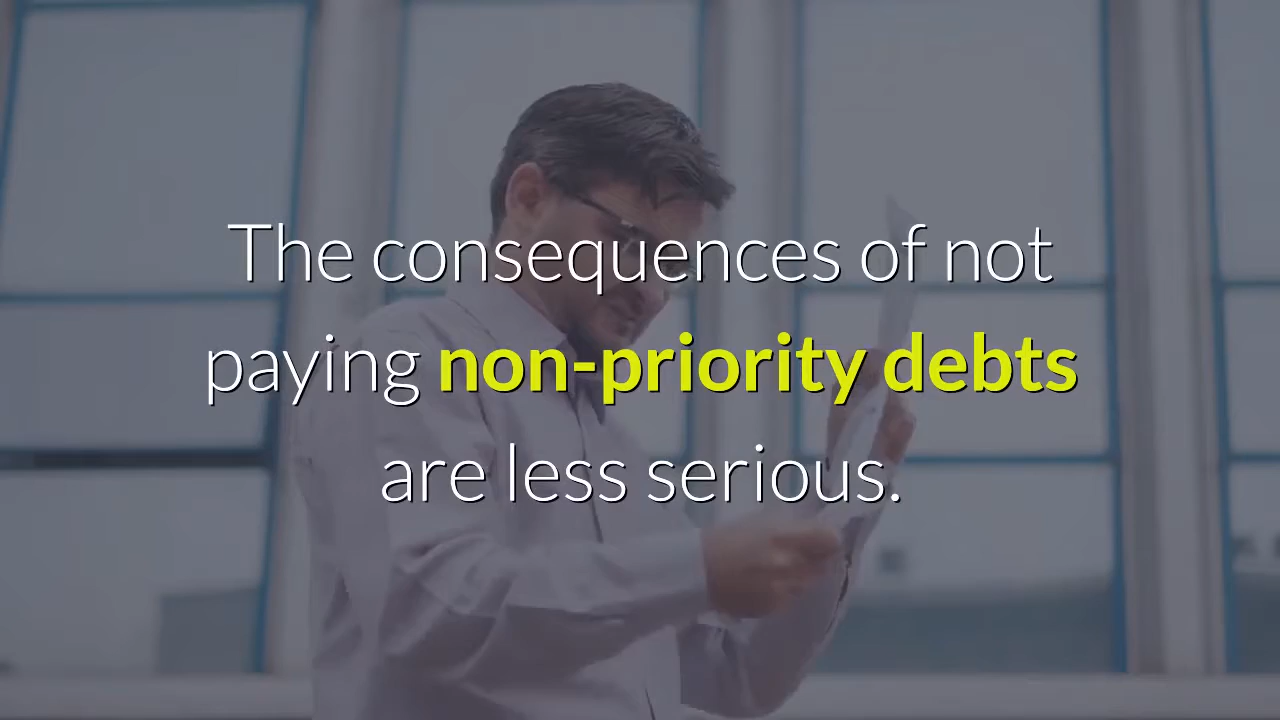 The consequences of not
paying non-priority debts
are less serious.